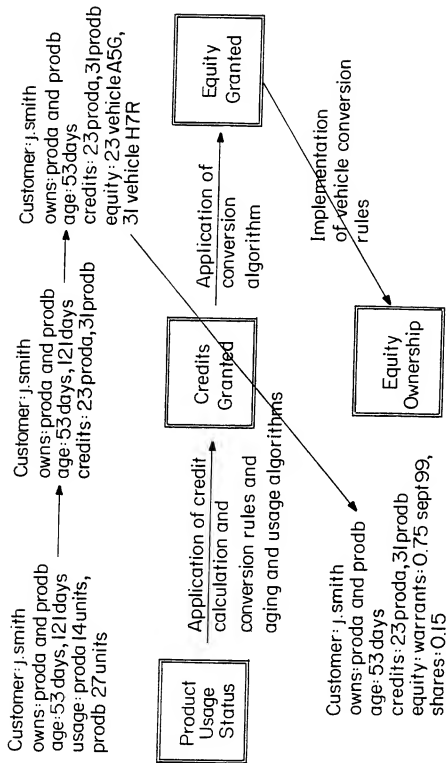 Customer: j.smith
owns: proda and prodb
age: 53 days, 121 days
usage: proda 14 units,
prodb 27 units
Customer: j.smith
owns: proda and prodb
age: 53 days, 121 days
credits: 23 proda, 31 prodb
Customer: j.smith
owns: proda and prodb
age: 53 days
credits: 23 proda, 31 prodb
equity: 23 vehicle A5G,
31 vehicle H7R
Product
Usage
Status
Application of credit
calculation and
conversion rules and
aging and usage algorithms
Credits
Granted
Application of
conversion
algorithm
Equity
Granted
Implementation
of vehicle conversion
rules
Equity
Ownership
Customer: j.smith
owns: proda and prodb
age: 53 days
credits: 23 proda, 31 prodb
equity: warrants: 0.75 sept 99,
shares: 0.15